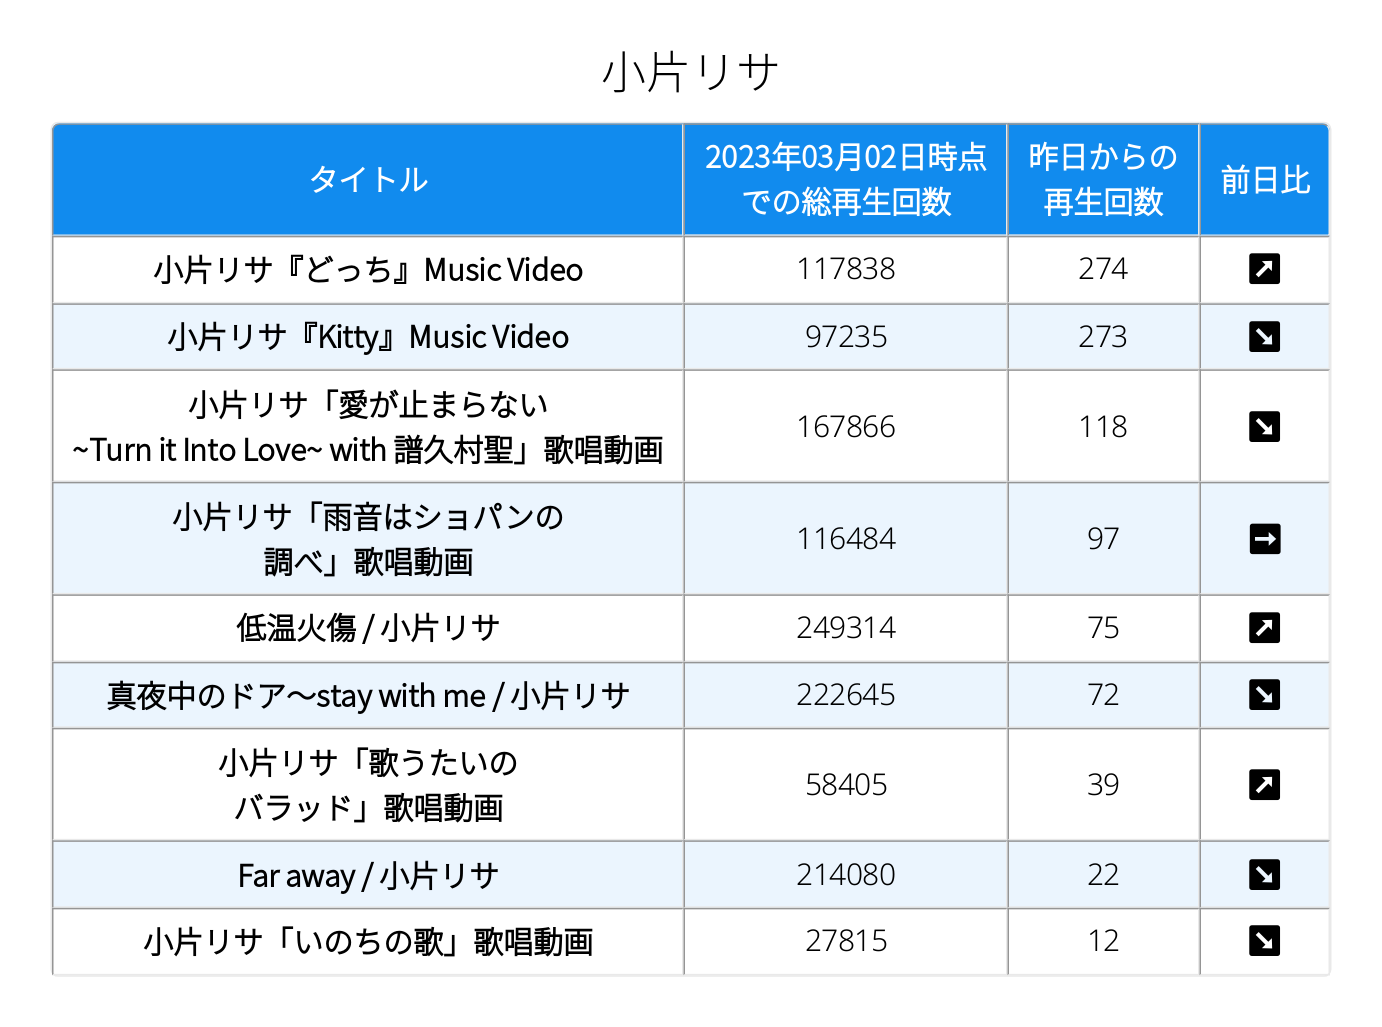 小片リサ
タイトル
2023年03月02日時点
での総再生回数
昨日からの
再生回数
前日比
小片リサ『どっち』Music Video
117838
274
小片リサ『Kitty』Music Video
97235
273
小片リサ「愛が止まらない
~Turn it Into Love~ with 譜久村聖」歌唱動画
167866
118
小片リサ「雨音はショパンの
調べ」歌唱動画
116484
97
低温火傷 / 小片リサ
249314
75
真夜中のドア〜stay with me / 小片リサ
222645
72
小片リサ「歌うたいの
バラッド」歌唱動画
58405
39
Far away / 小片リサ
214080
22
小片リサ「いのちの歌」歌唱動画
27815
12